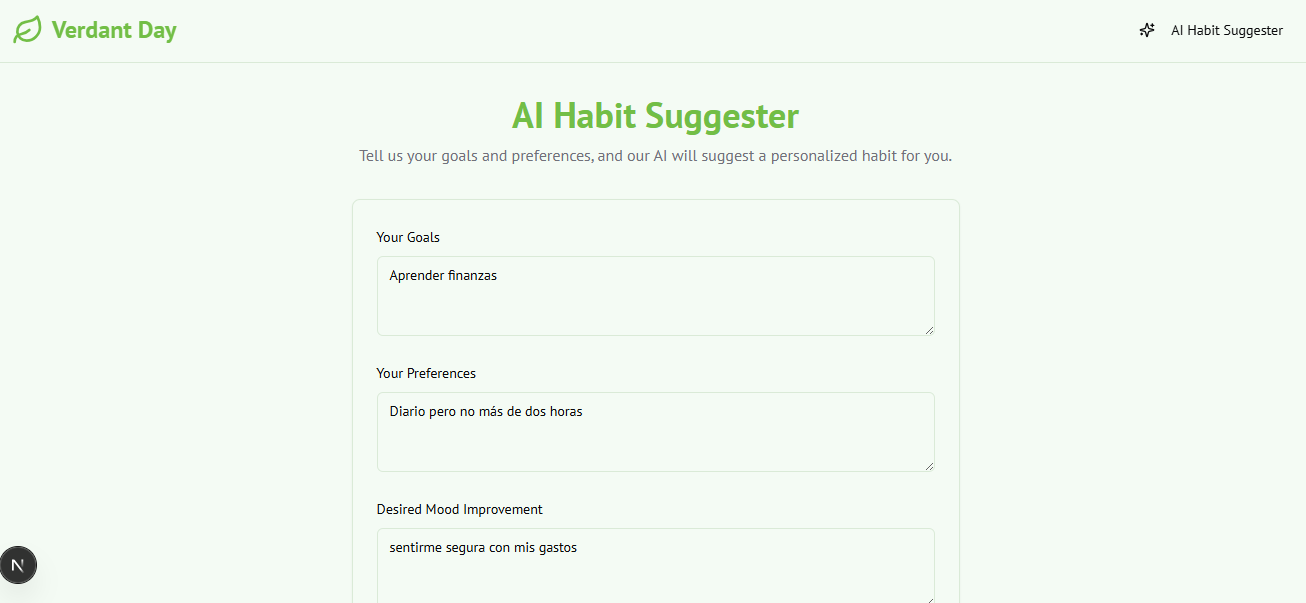 Verdant Day
AI Habit Suggester
AI Habit Suggester
Tell us your goals and preferences, and our AI will suggest a personalized habit for you.
Your Goals
Aprender finanzas
Your Preferences
Diario pero no más de dos horas
Desired Mood Improvement
sentirme segura con mis gastos
N